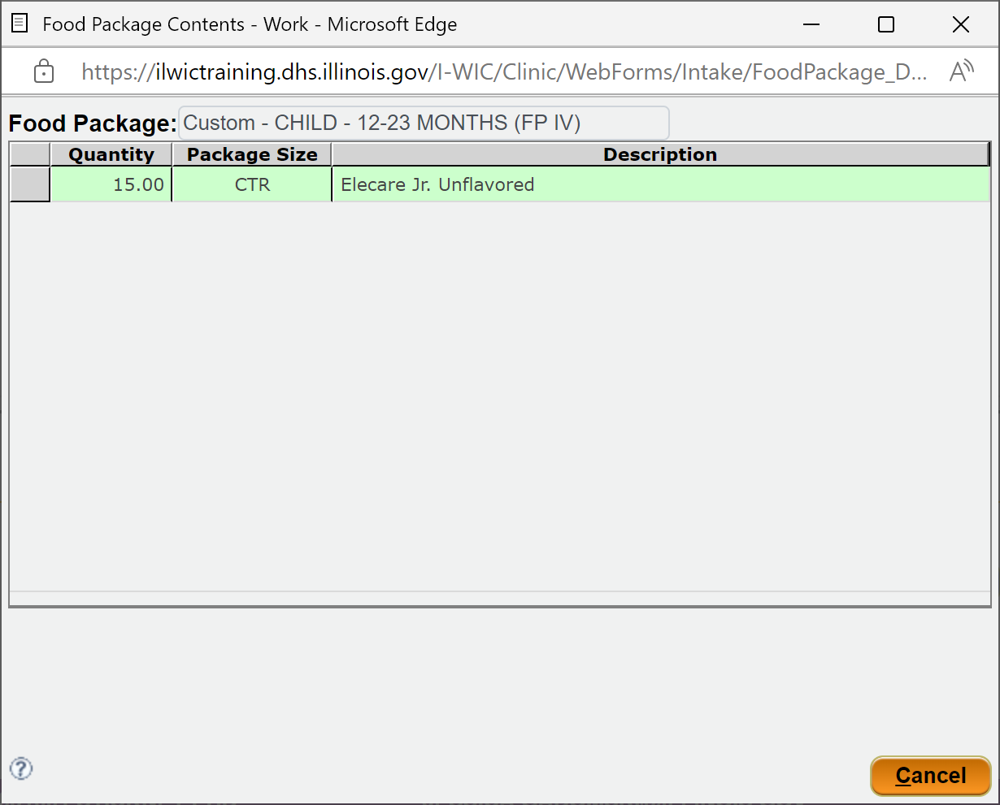 Food Package Contents - Work - Microsoft Edge
https://ilwictraining.dhs.illinois.gov/I-WIC/Clinic/WebForms/Intake/FoodPackage_D...
Food Package: Custom - CHILD - 12-23 MONTHS (FP IV)
Quantity Package Size Description
15.00 CTR Elecare Jr. Unflavored
Cancel